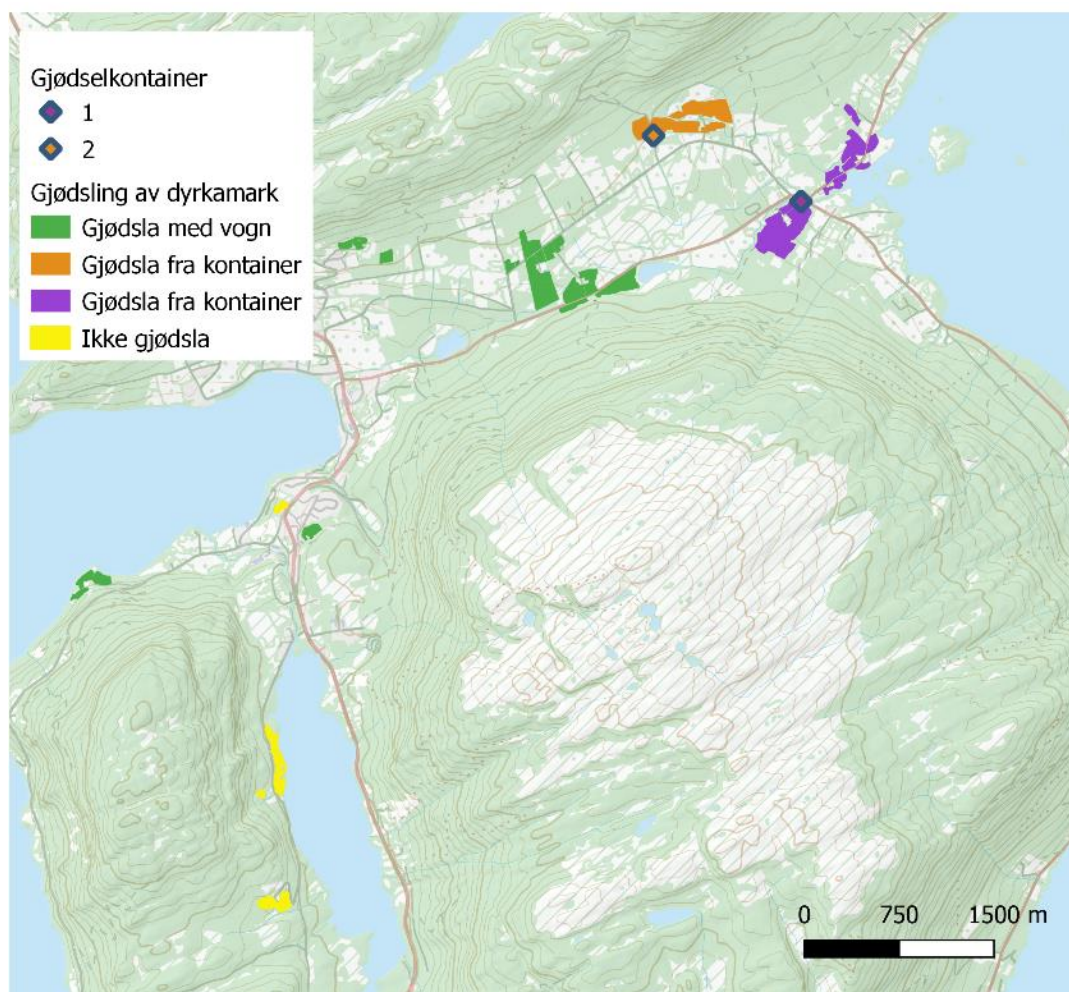 Gjødselkontainer
1
2
Gjødsling av dyrkamark
Gjødsla med vogn
Gjødsla fra kontainer
Gjødsla fra kontainer
Ikke gjødsla
0 750 1500 m